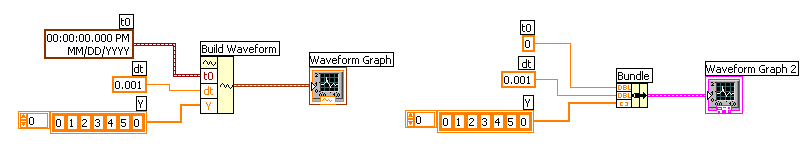 t0
00:00:00.000 PM
MM/DD/YYYY
dt
0.001
Y
0
0 1 2 3 4 5 0
Build Waveform
t0
dt
Y
Waveform Graph
2
t0
0
dt
0.001
Y
0
0 1 2 3 4 5 0
Bundle
DBL
DBL
Waveform Graph 2
2